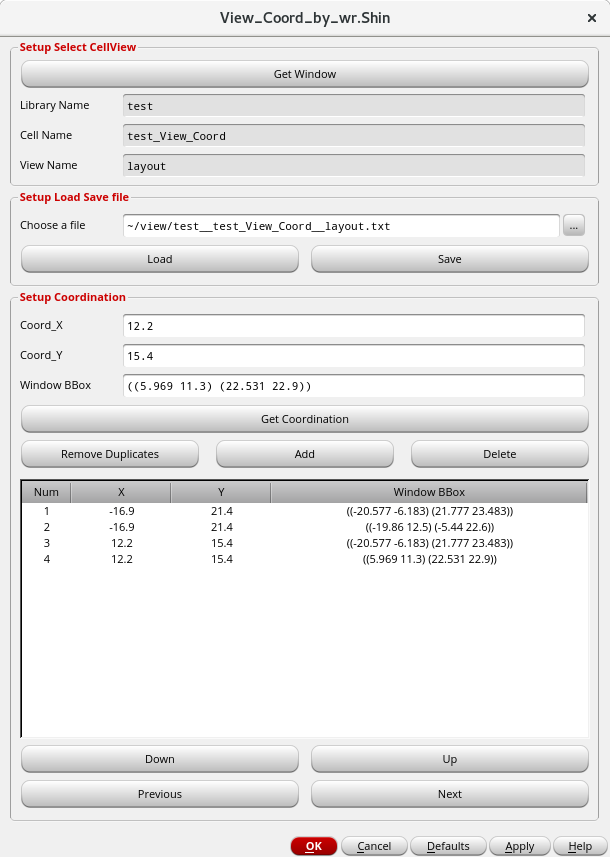 View_Coord_by_wr.Shin ×
Setup Select CellView
Get Window
Library Name test
Cell Name test_View_Coord
View Name layout
Setup Load Save file
Choose a file ~/view/test__test_View_Coord__layout.txt ...
Load Save
Setup Coordination
Coord_X 12.2
Coord_Y 15.4
Window BBox ((5.969 11.3) (22.531 22.9))
Get Coordination
Remove Duplicates Add Delete
Num X Y Window BBox
1 -16.9 21.4 ((-20.577 -6.183) (21.777 23.483))
2 -16.9 21.4 ((-19.86 12.5) (-5.44 22.6))
3 12.2 15.4 ((-20.577 -6.183) (21.777 23.483))
4 12.2 15.4 ((5.969 11.3) (22.531 22.9))
Down Up
Previous Next
OK Cancel Defaults Apply Help